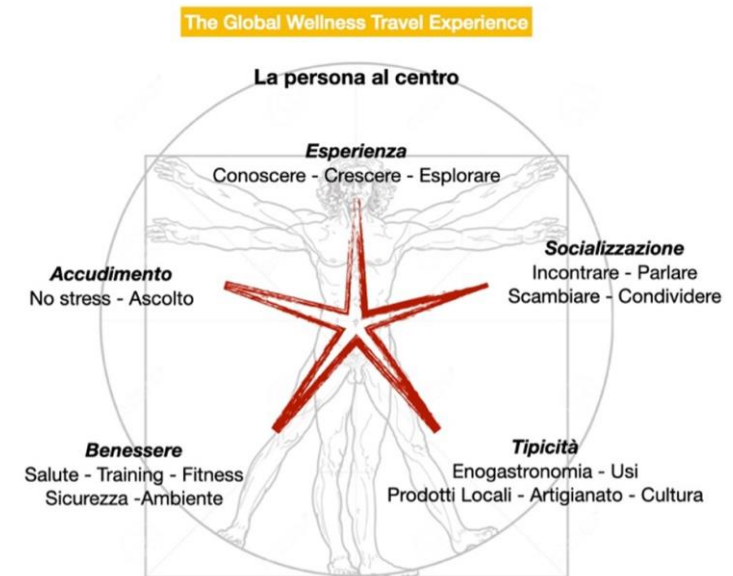 The Global Wellness Travel Experience
La persona al centro
Esperienza
Conoscere - Crescere - Esplorare
Socializzazione
Incontrare - Parlare
Scambiare - Condividere
Accudimento
No stress - Ascolto
Benessere
Salute - Training - Fitness
Sicurezza -Ambiente
Tipicità
Enogastronomia - Usi
Prodotti Locali - Artigianato - Cultura